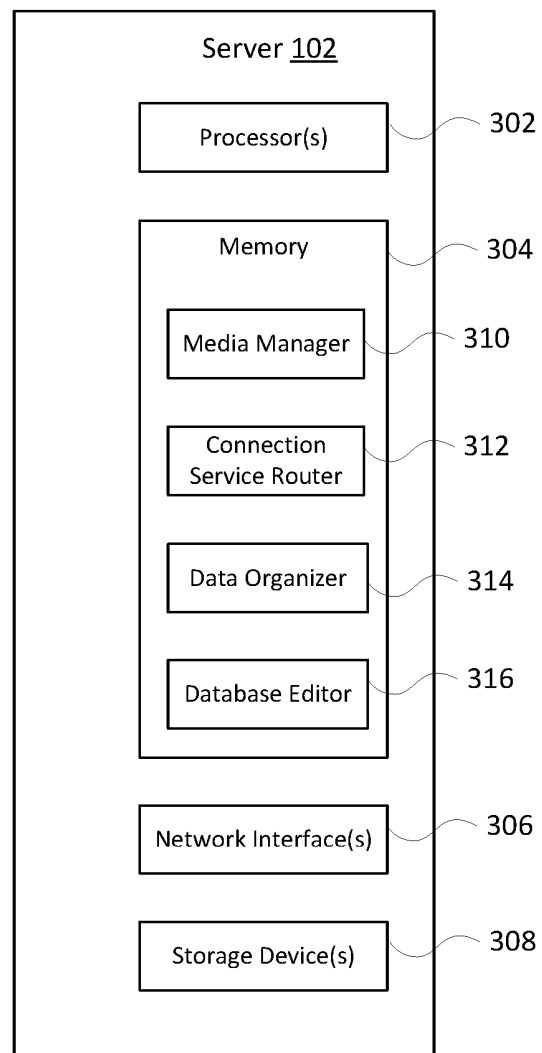 Server 102
Processor(s)
302
Memory
304
Media Manager
310
Connection
Service Router
312
Data Organizer
314
Database Editor
316
Network Interface(s)
306
Storage Device(s)
308